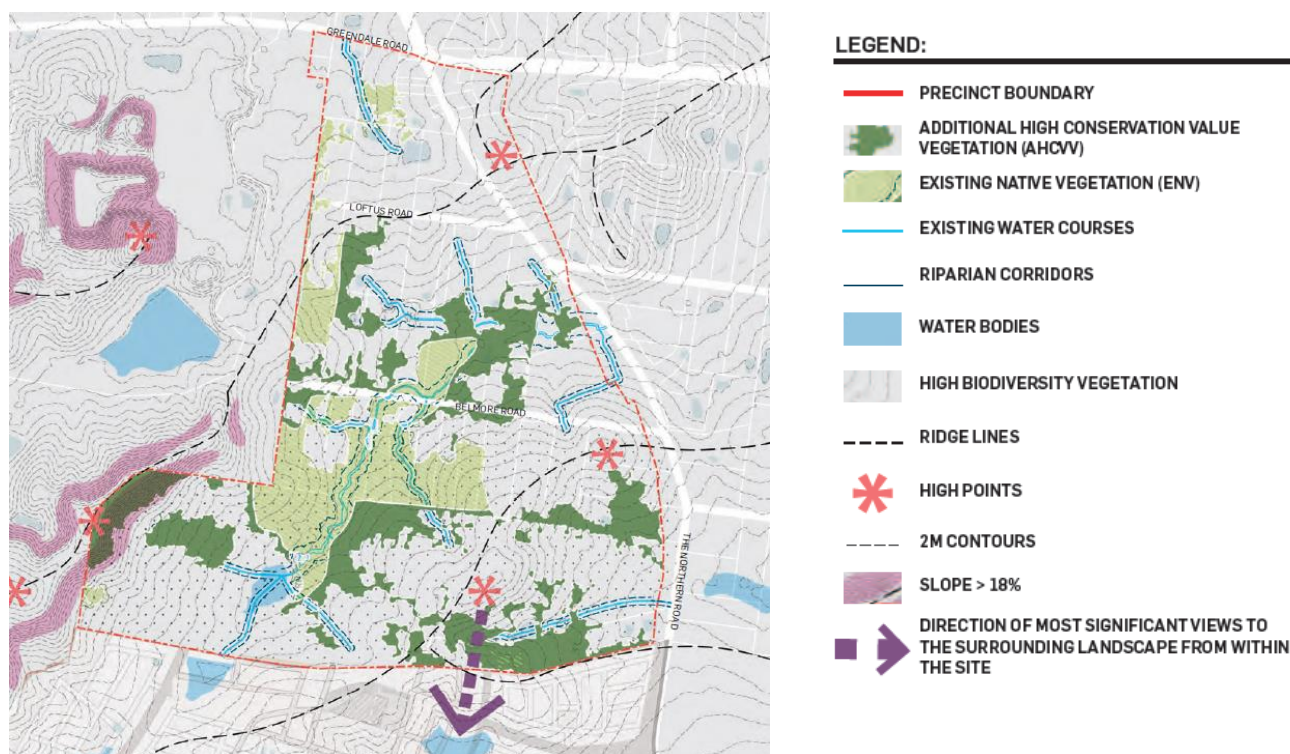 GREENDALE ROAD
LOFTUS ROAD
BELMORE ROAD
THE NORTHERN ROAD
LEGEND:
PRECINCT BOUNDARY
ADDITIONAL HIGH CONSERVATION VALUE
VEGETATION (AHCVV)
EXISTING NATIVE VEGETATION (ENV)
EXISTING WATER COURSES
RIPARIAN CORRIDORS
WATER BODIES
HIGH BIODIVERSITY VEGETATION
RIDGE LINES
HIGH POINTS
2M CONTOURS
SLOPE > 18%
DIRECTION OF MOST SIGNIFICANT VIEWS TO
THE SURROUNDING LANDSCAPE FROM WITHIN
THE SITE